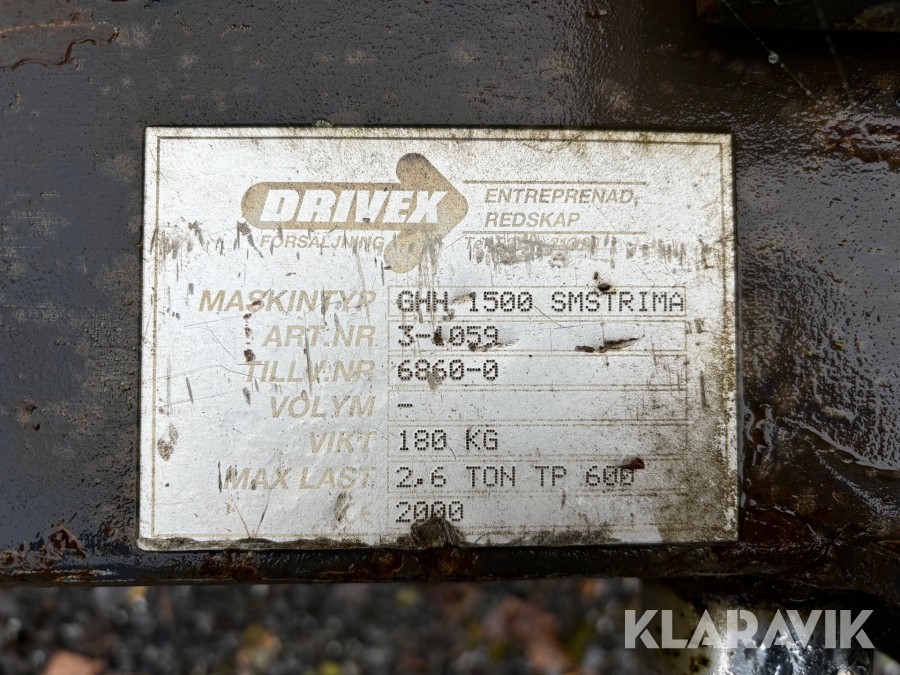 DRIVEX
ENTREPRENAD,
REDSKAP
FÖRSÄLJNING
MASKINTYP GHH 1500 SMSTRIMA
ART.NR 3-1059
TILLV.NR 6860-0
VOLYM -
VIKT 180 KG
MAX LAST 2.6 TON TP 600
2000
KLARAVIK